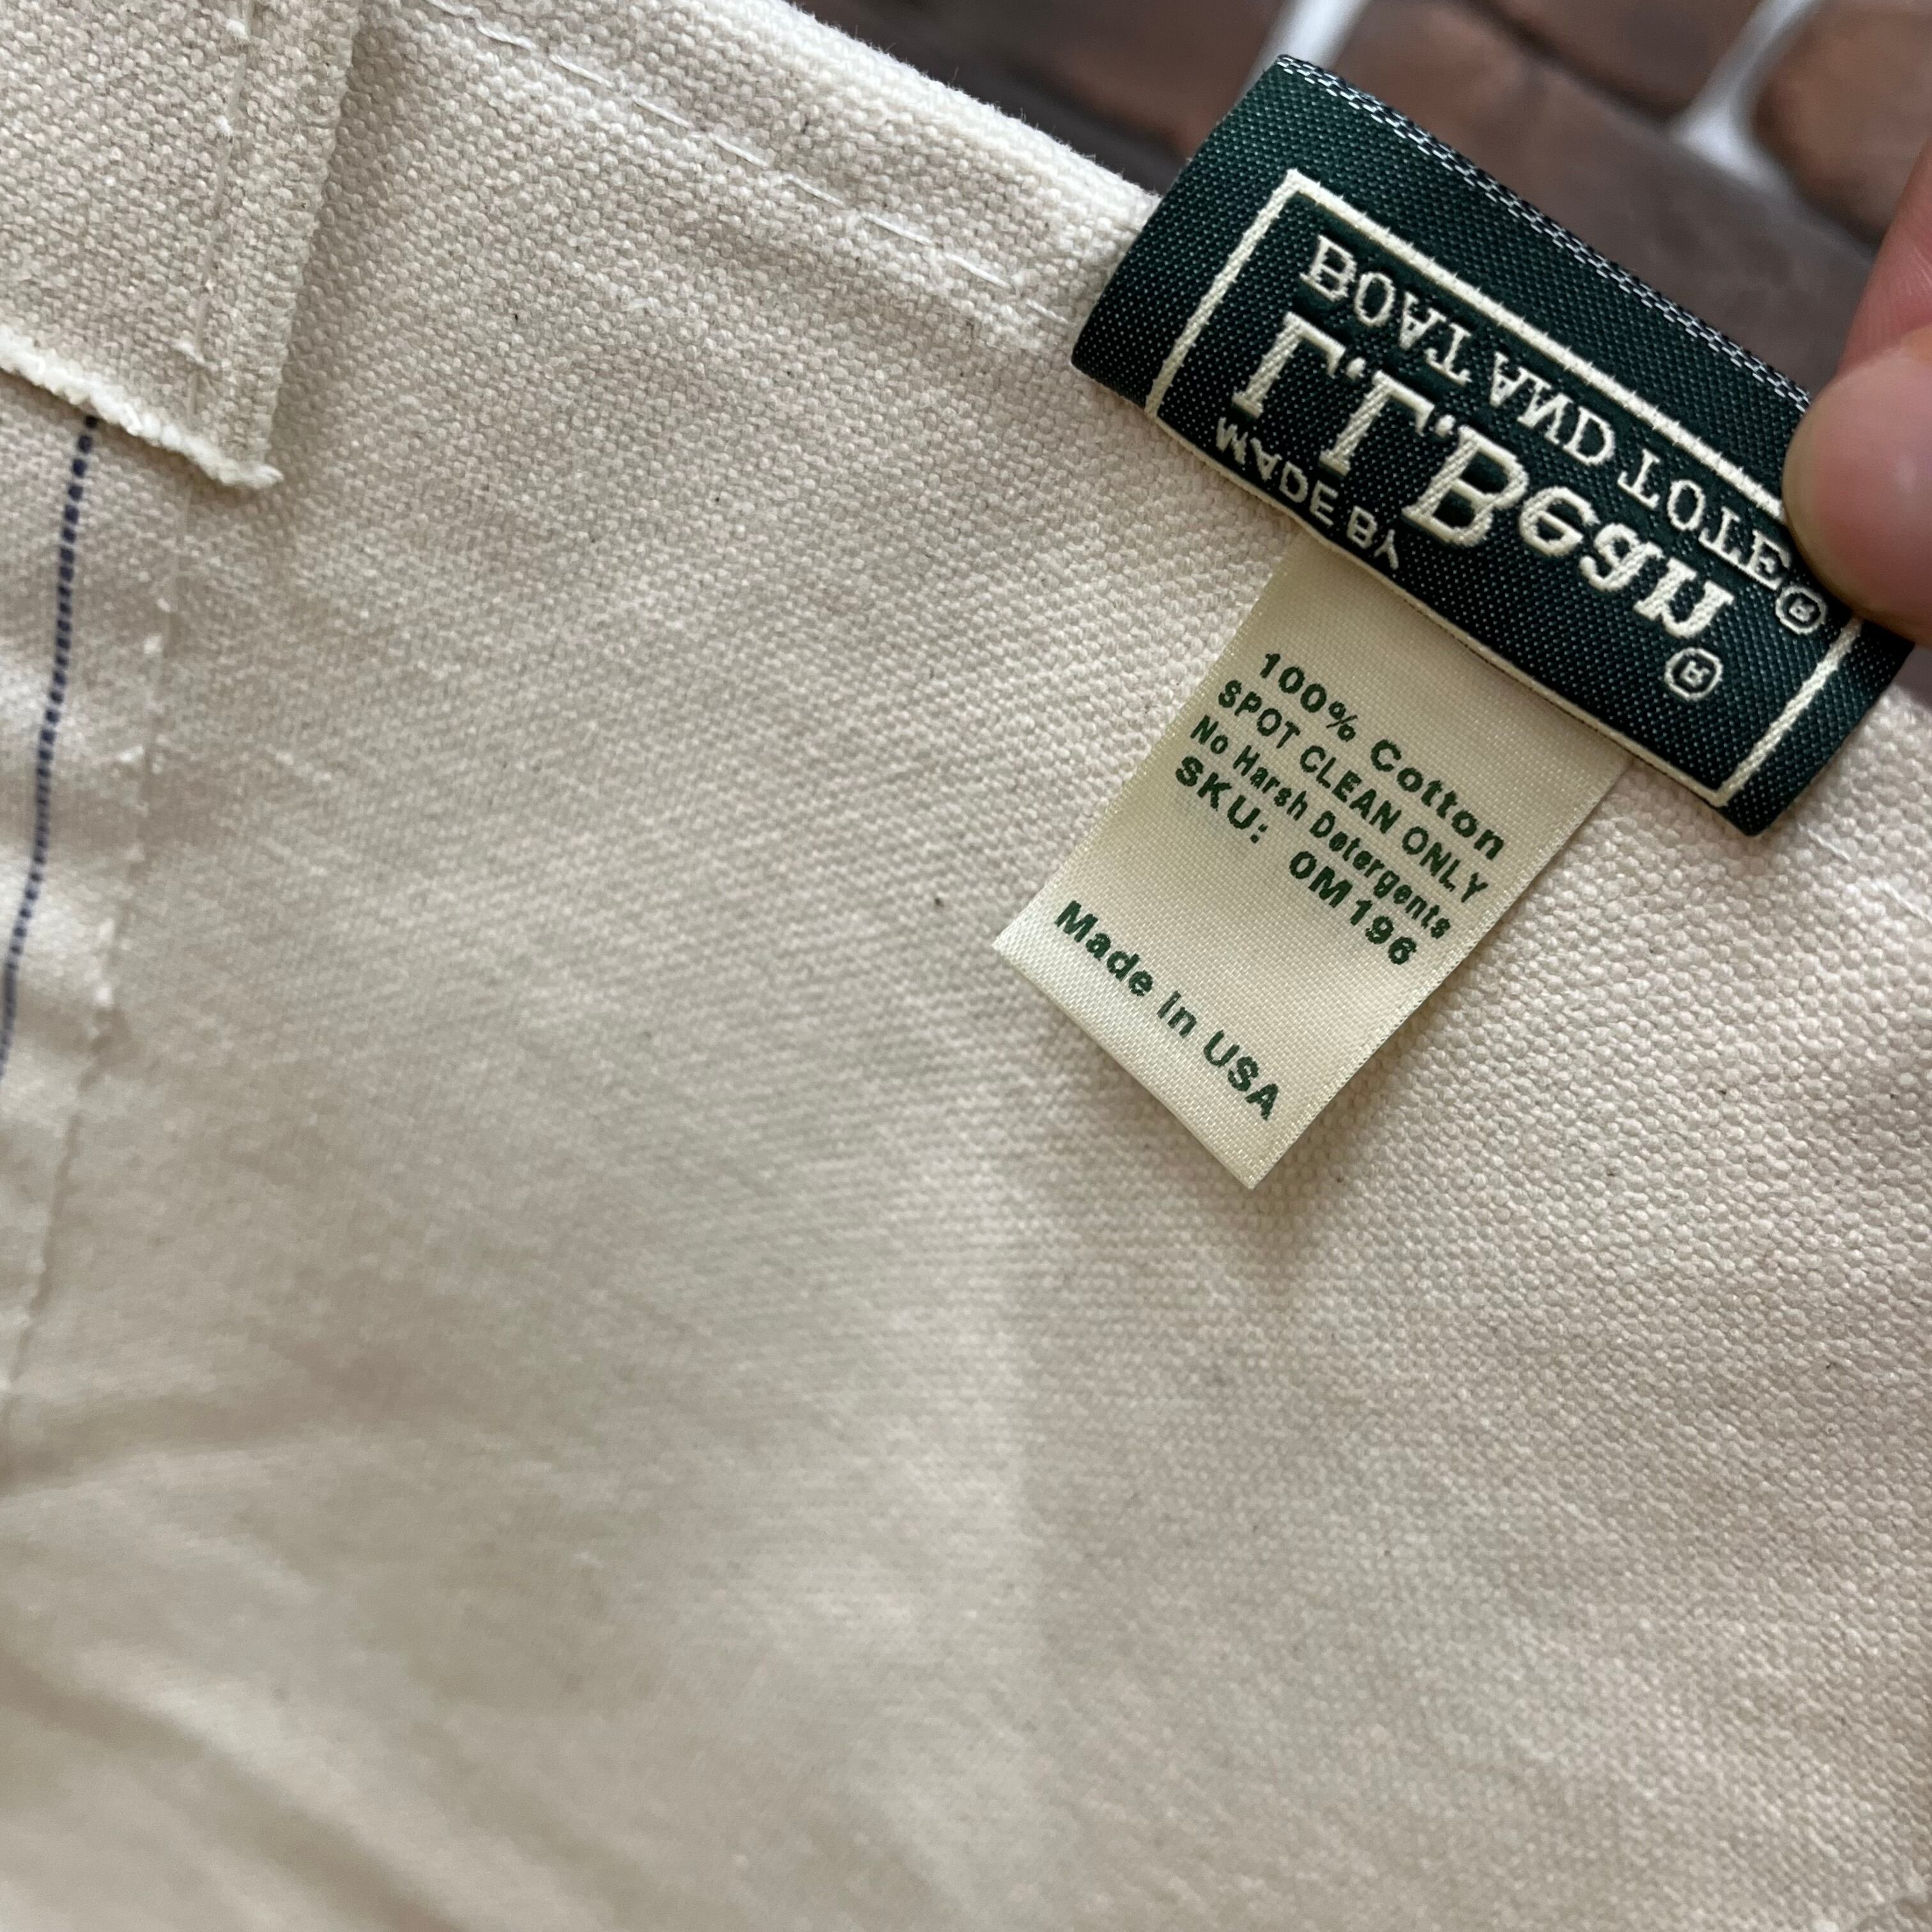 BOAT AND TOTE®
L.L.Bean®
MADE BY
100% Cotton
SPOT CLEAN ONLY
No Harsh Detergents
SKU: 0M196
Made in USA